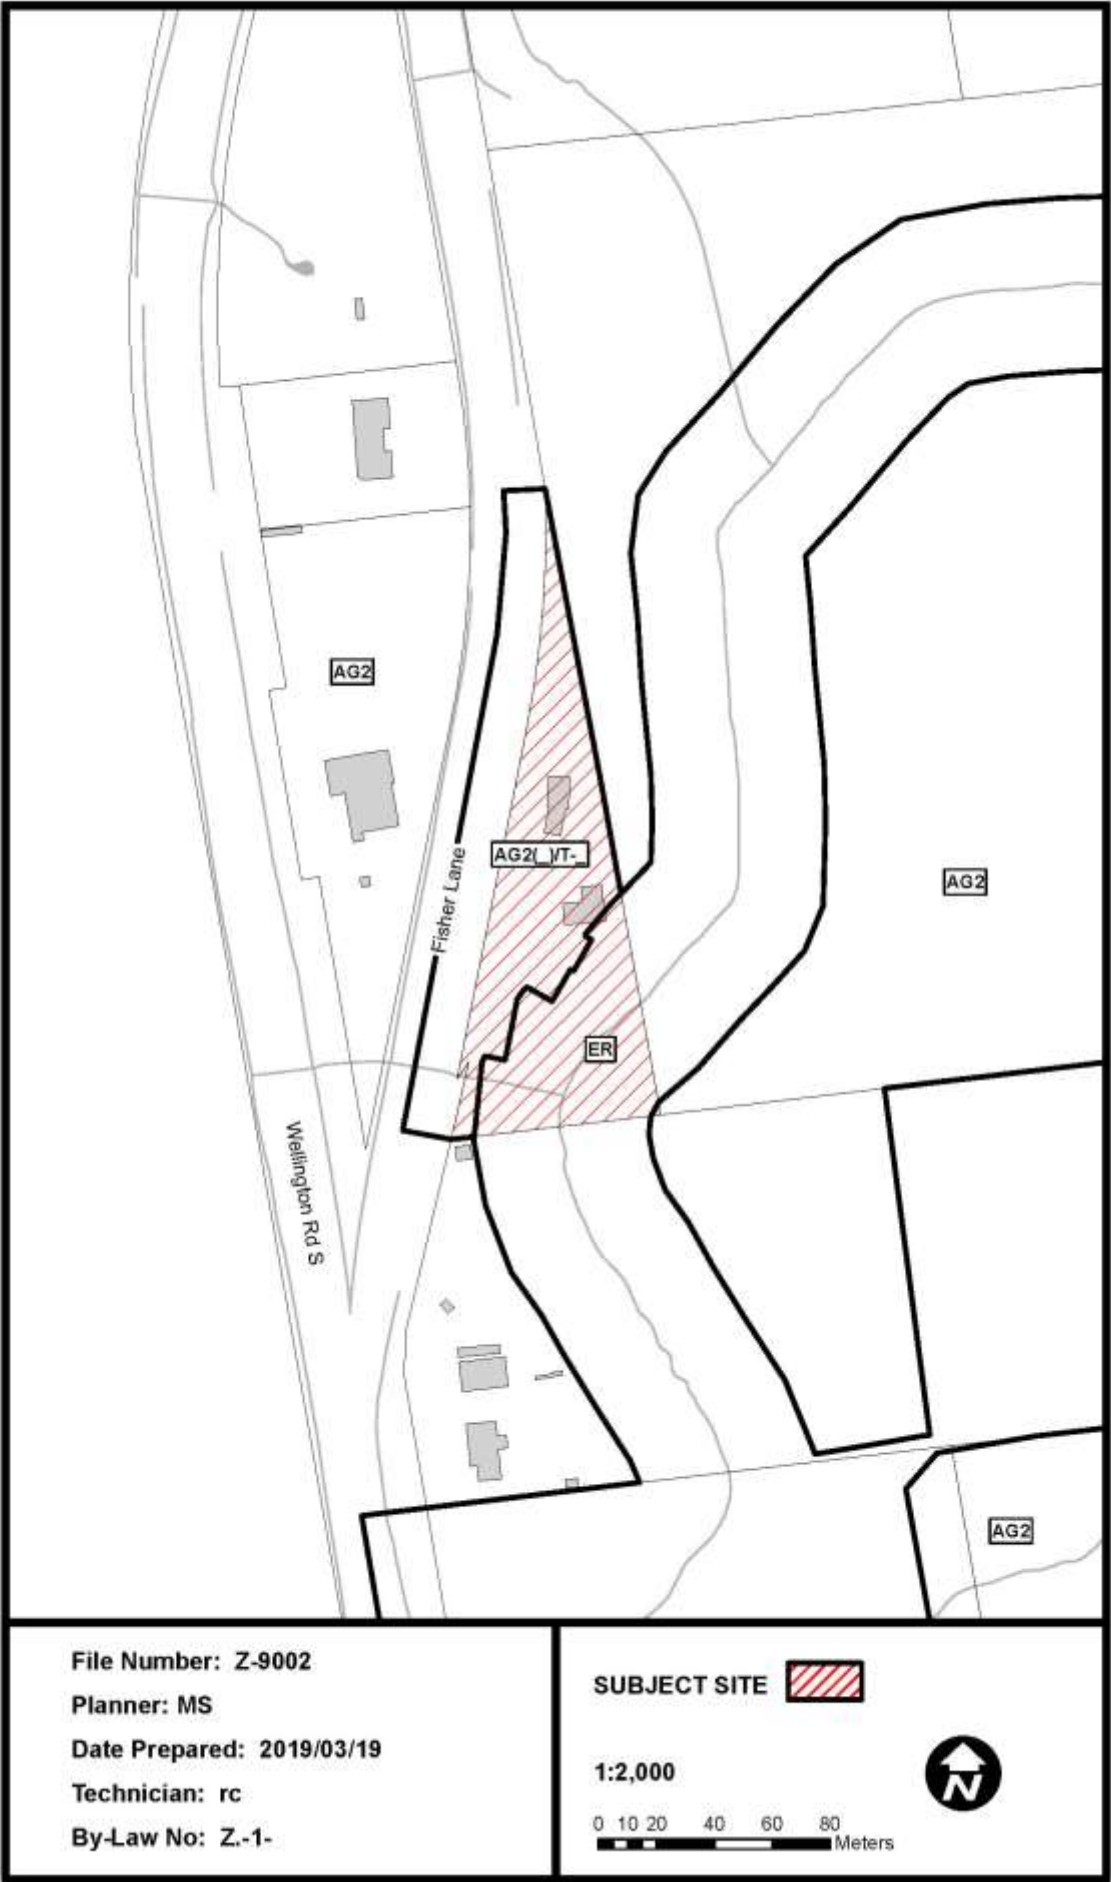 AG2
AG2(_)/T-_
Fisher Lane
AG2
ER
Wellington Rd S
AG2
File Number: Z-9002
Planner: MS
Date Prepared: 2019/03/19
Technician: rc
By-Law No: Z.-1-
SUBJECT SITE
1:2,000
N
0 10 20 40 60 80
Meters